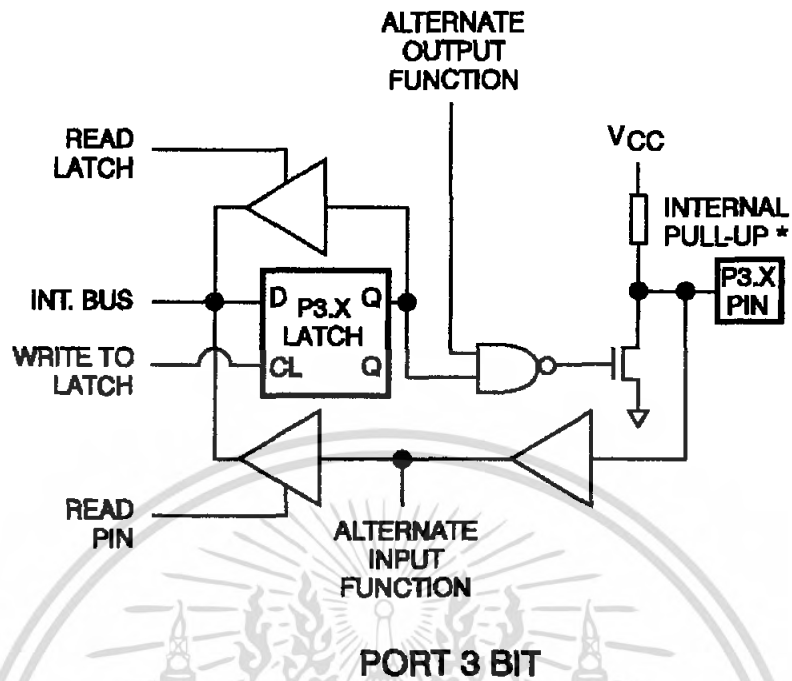 ALTERNATE
OUTPUT
FUNCTION
READ
LATCH
VCC
INTERNAL
PULL-UP *
P3.X
PIN
INT. BUS
D P3.X Q
LATCH
CL Q
WRITE TO
LATCH
READ
PIN
ALTERNATE
INPUT
FUNCTION
PORT 3 BIT